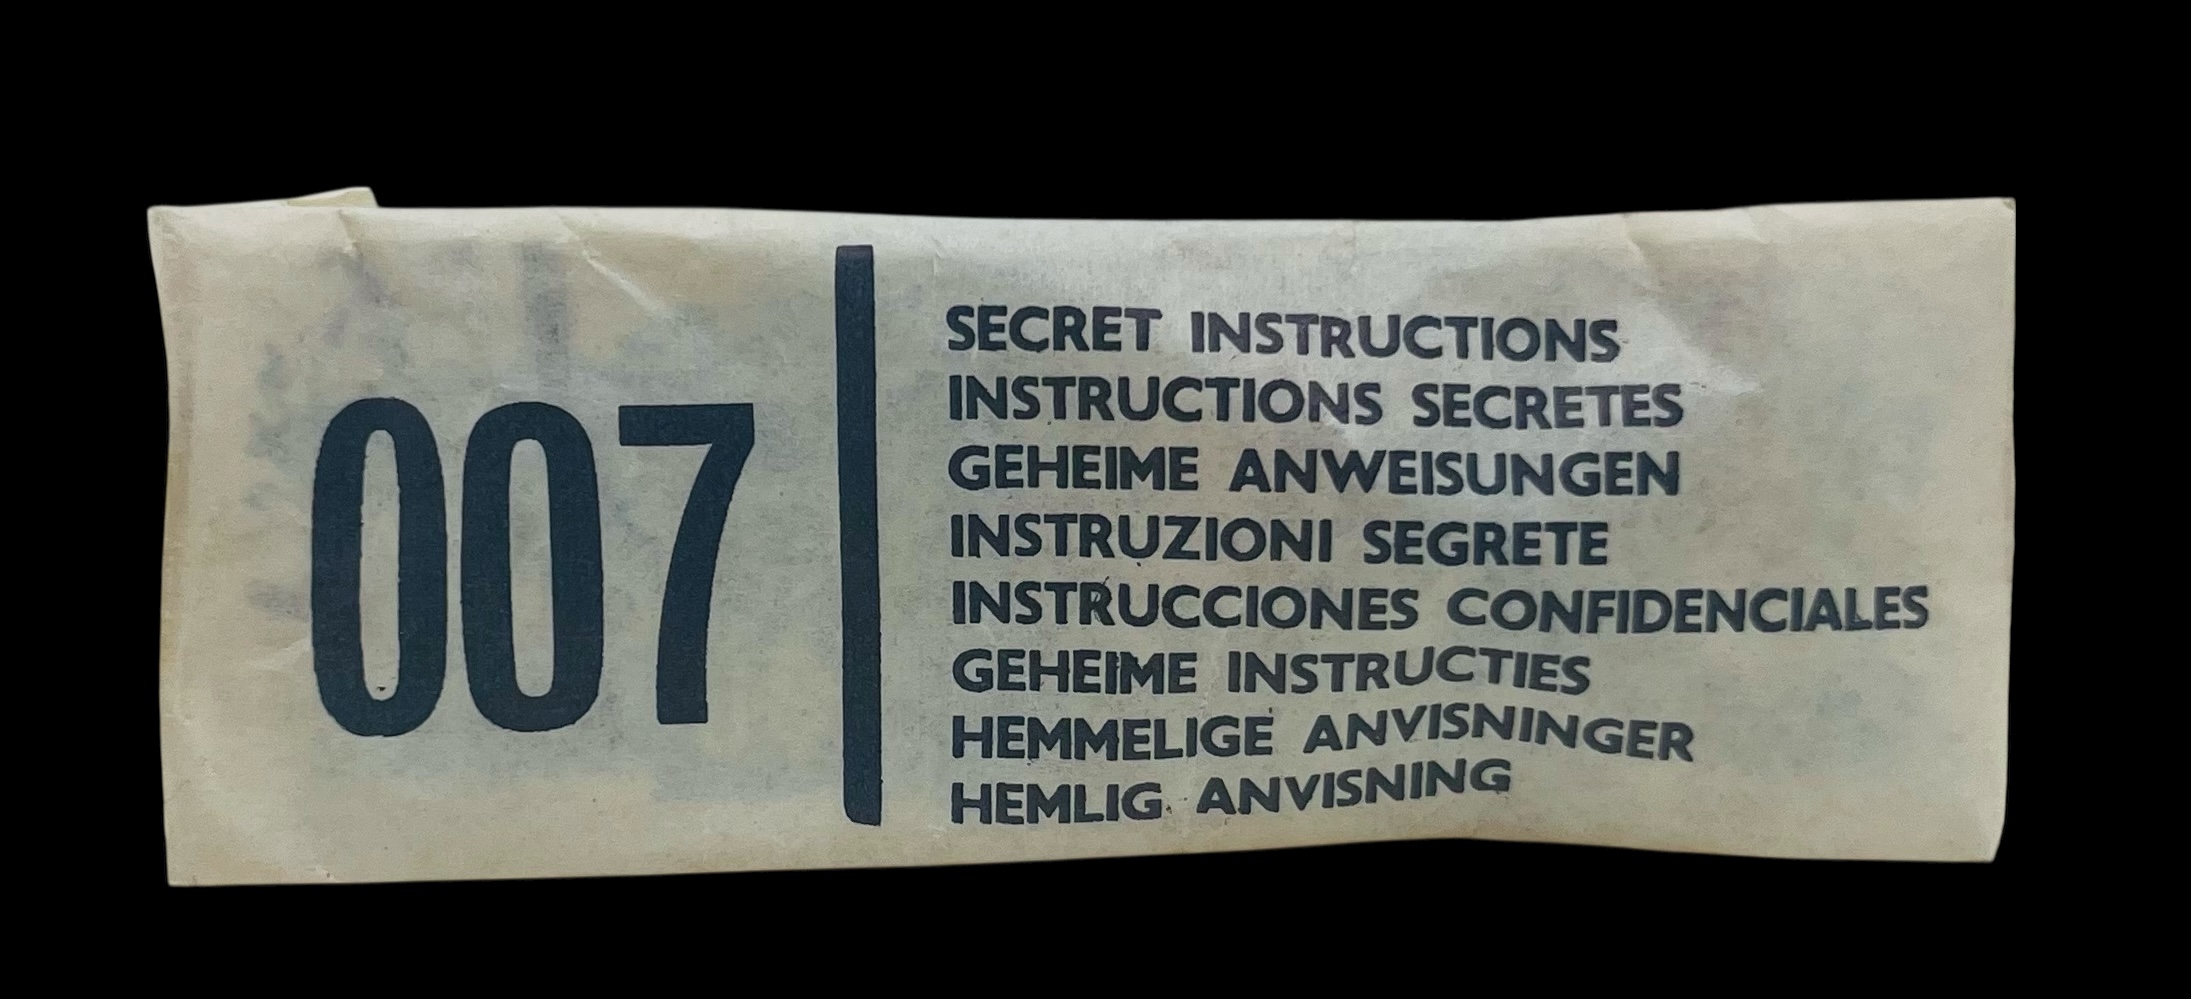 007
SECRET INSTRUCTIONS
INSTRUCTIONS SECRETES
GEHEIME ANWEISUNGEN
INSTRUZIONI SEGRETE
INSTRUCCIONES CONFIDENCIALES
GEHEIME INSTRUCTIES
HEMMELIGE ANVISNINGER
HEMLIG ANVISNING